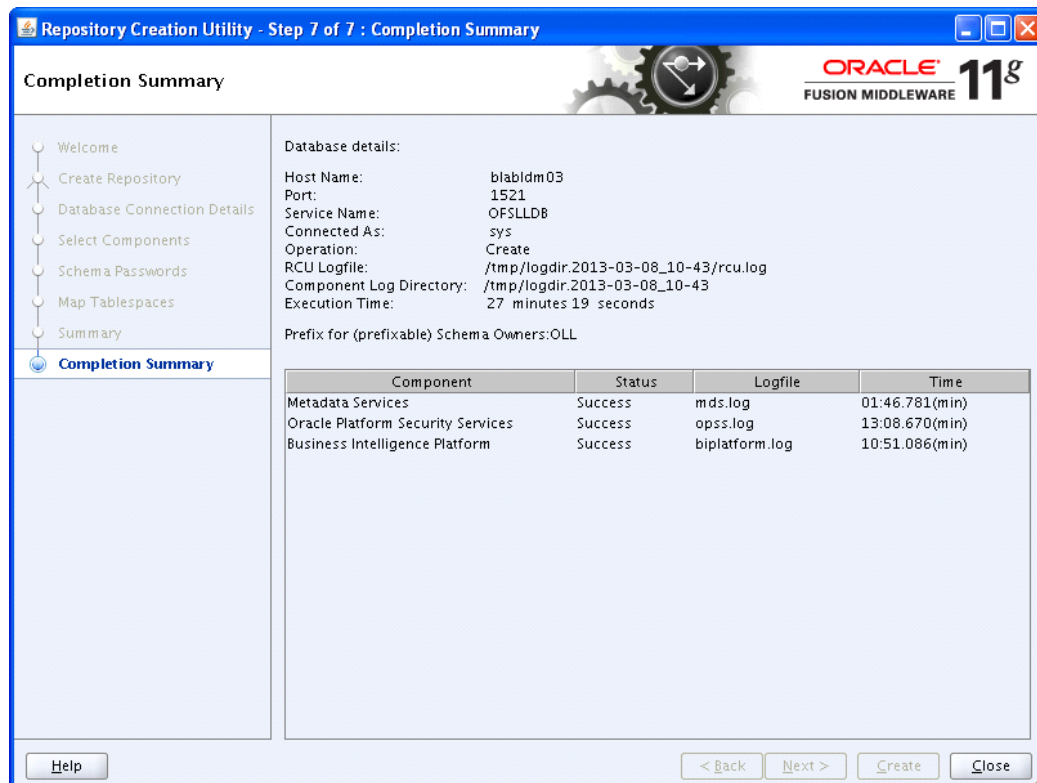 Repository Creation Utility - Step 7 of 7 : Completion Summary
Completion Summary
ORACLE
FUSION MIDDLEWARE 11g
Welcome
Create Repository
Database Connection Details
Select Components
Schema Passwords
Map Tablespaces
Summary
Completion Summary
Database details:
Host Name: blabldm03
Port: 1521
Service Name: OFSLLDB
Connected As: sys
Operation: Create
RCU Logfile: /tmp/logdir.2013-03-08_10-43/rcu.log
Component Log Directory: /tmp/logdir.2013-03-08_10-43
Execution Time: 27 minutes 19 seconds
Prefix for (prefixable) Schema Owners:OLL
Component Status Logfile Time
Metadata Services Success mds.log 01:46.781(min)
Oracle Platform Security Services Success opss.log 13:08.670(min)
Business Intelligence Platform Success biplatform.log 10:51.086(min)
Help < Back Next > Create Close